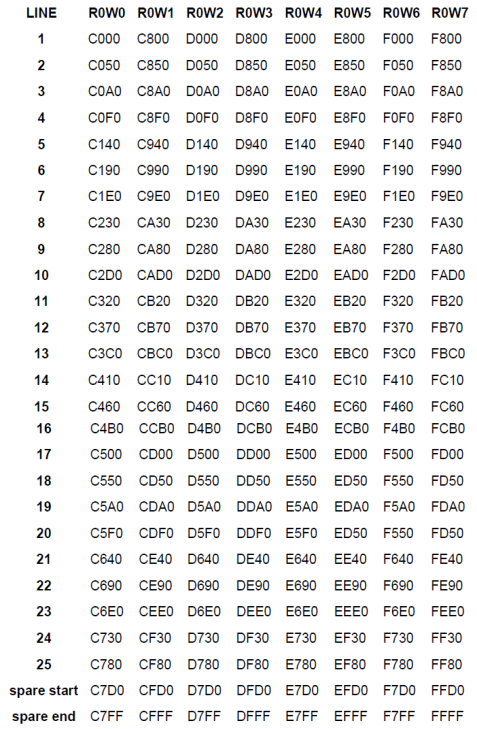 LINE R0W0 R0W1 R0W2 R0W3 R0W4 R0W5 R0W6 R0W7
1 C000 C800 D000 D800 E000 E800 F000 F800
2 C050 C850 D050 D850 E050 E850 F050 F850
3 C0A0 C8A0 D0A0 D8A0 E0A0 E8A0 F0A0 F8A0
4 C0F0 C8F0 D0F0 D8F0 E0F0 E8F0 F0F0 F8F0
5 C140 C940 D140 D940 E140 E940 F140 F940
6 C190 C990 D190 D990 E190 E990 F190 F990
7 C1E0 C9E0 D1E0 D9E0 E1E0 E9E0 F1E0 F9E0
8 C230 CA30 D230 DA30 E230 EA30 F230 FA30
9 C280 CA80 D280 DA80 E280 EA80 F280 FA80
10 C2D0 CAD0 D2D0 DAD0 E2D0 EAD0 F2D0 FAD0
11 C320 CB20 D320 DB20 E320 EB20 F320 FB20
12 C370 CB70 D370 DB70 E370 EB70 F370 FB70
13 C3C0 CBC0 D3C0 DBC0 E3C0 EBC0 F3C0 FBC0
14 C410 CC10 D410 DC10 E410 EC10 F410 FC10
15 C460 CC60 D460 DC60 E460 EC60 F460 FC60
16 C4B0 CCB0 D4B0 DCB0 E4B0 ECB0 F4B0 FCB0
17 C500 CD00 D500 DD00 E500 ED00 F500 FD00
18 C550 CD50 D550 DD50 E550 ED50 F550 FD50
19 C5A0 CDA0 D5A0 DDA0 E5A0 EDA0 F5A0 FDA0
20 C5F0 CDF0 D5F0 DDF0 E5F0 ED50 F550 FD50
21 C640 CE40 D640 DE40 E640 EE40 F640 FE40
22 C690 CE90 D690 DE90 E690 EE90 F690 FE90
23 C6E0 CEE0 D6E0 DEE0 E6E0 EEE0 F6E0 FEE0
24 C730 CF30 D730 DF30 E730 EF30 F730 FF30
25 C780 CF80 D780 DF80 E780 EF80 F780 FF80
spare start C7D0 CFD0 D7D0 DFD0 E7D0 EFD0 F7D0 FFD0
spare end C7FF CFFF D7FF DFFF E7FF EFFF F7FF FFFF